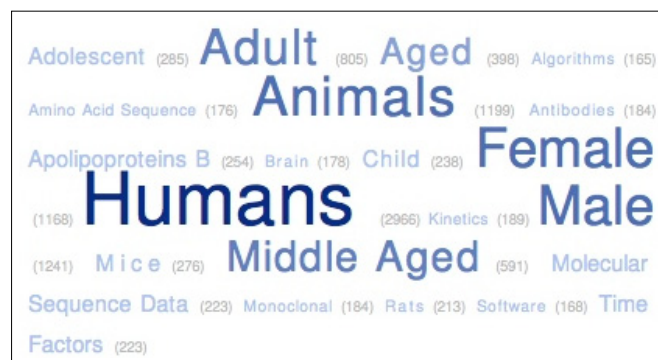 Adolescent (285) Adult (805) Aged (398) Algorithms (165)
Amino Acid Sequence (176) Animals (1199) Antibodies (184)
Apolipoproteins B (254) Brain (178) Child (238) Female
(1168) Humans (2966) Kinetics (189) Male
(1241) Mice (276) Middle Aged (591) Molecular
Sequence Data (223) Monoclonal (184) Rats (213) Software (168) Time
Factors (223)